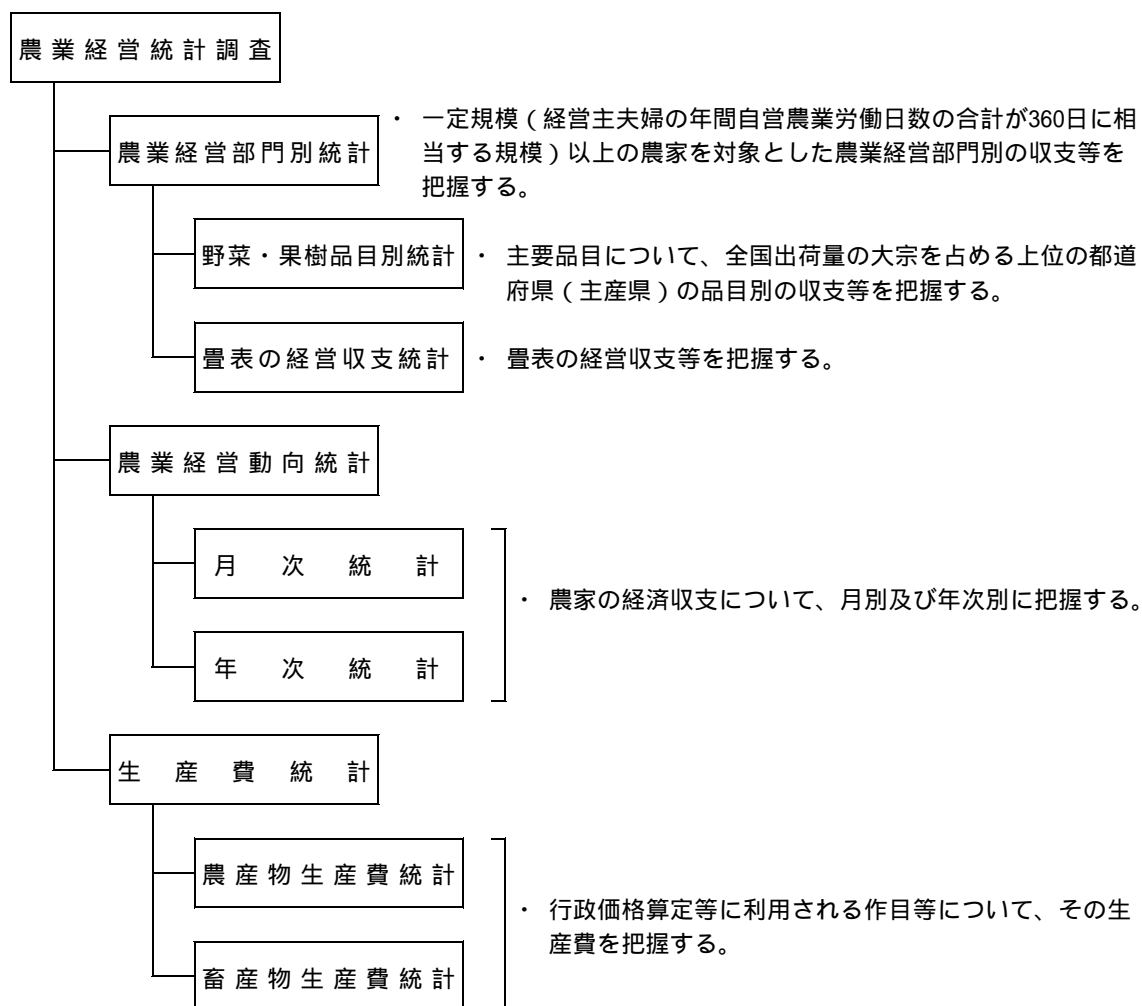 農業経営統計調査
農業経営部門別統計
・ 一定規模（経営主夫婦の年間自営農業労働日数の合計が360日に相
当する規模）以上の農家を対象とした農業経営部門別の収支等を
把握する。
野菜・果樹品目別統計
・ 主要品目について、全国出荷量の大宗を占める上位の都道
府県（主産県）の品目別の収支等を把握する。
畳表の経営収支統計
・ 畳表の経営収支等を把握する。
農業経営動向統計
月次統計
・ 農家の経済収支について、月別及び年次別に把握する。
年次統計
生産費統計
農産物生産費統計
・ 行政価格算定等に利用される作目等について、その生
産費を把握する。
畜産物生産費統計